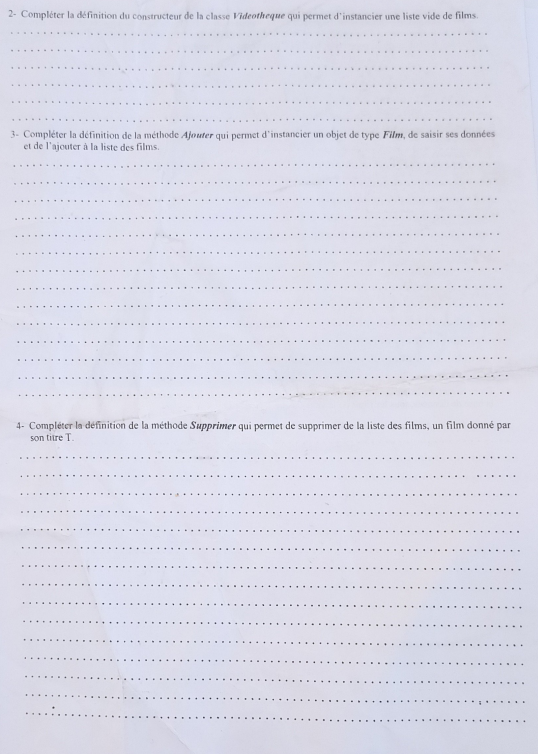 2- Compléter la définition du constructeur de la classe Videotheque qui permet d'instancier une liste vide de films.
3- Compléter la définition de la méthode Ajouter qui permet d'instancier un objet de type Film, de saisir ses données
et de l'ajouter à la liste des films.
4- Compléter la définition de la méthode Supprimer qui permet de supprimer de la liste des films, un film donné par
son titre T.